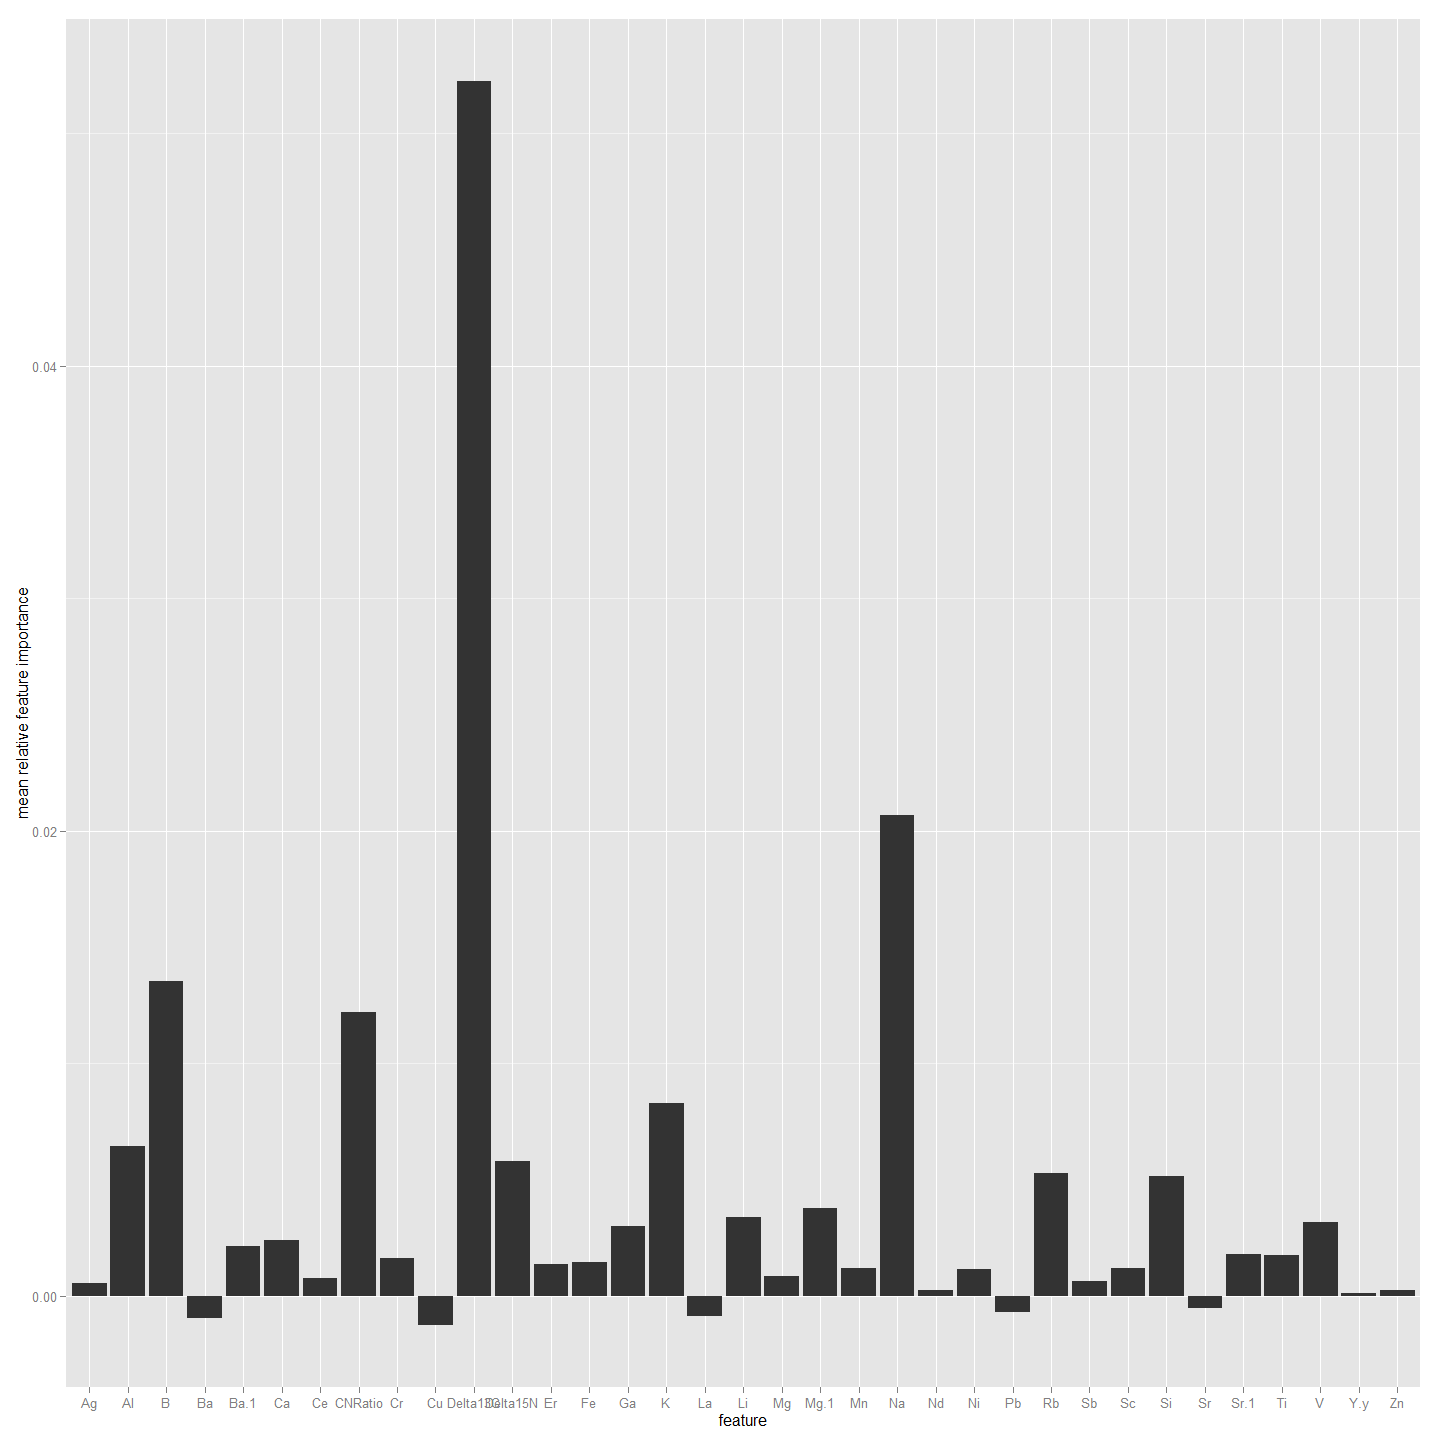 mean relative feature importance
0.04
0.02
0.00
Ag Al B Ba Ba.1 Ca Ce CNRatio Cr Cu Delta13C Delta15N Er Fe Ga K La Li Mg Mg.1 Mn Na Nd Ni Pb Rb Sb Sc Si Sr Sr.1 Ti V Y.y Zn
feature